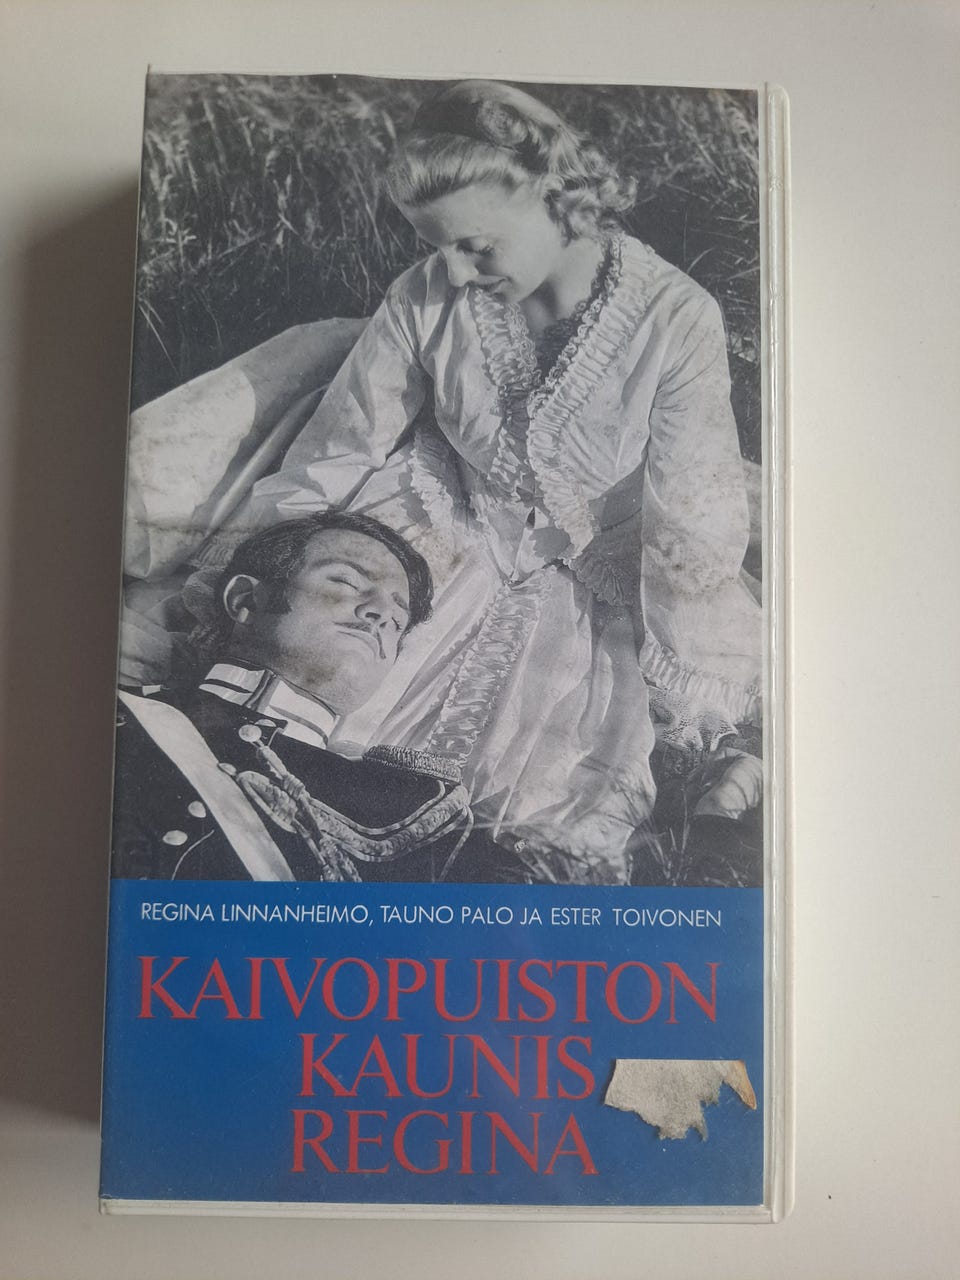 REGINA LINNANHEIMO, TAUNO PALO JA ESTER TOIVONEN
KAIVOPUISTON
KAUNIS
REGINA